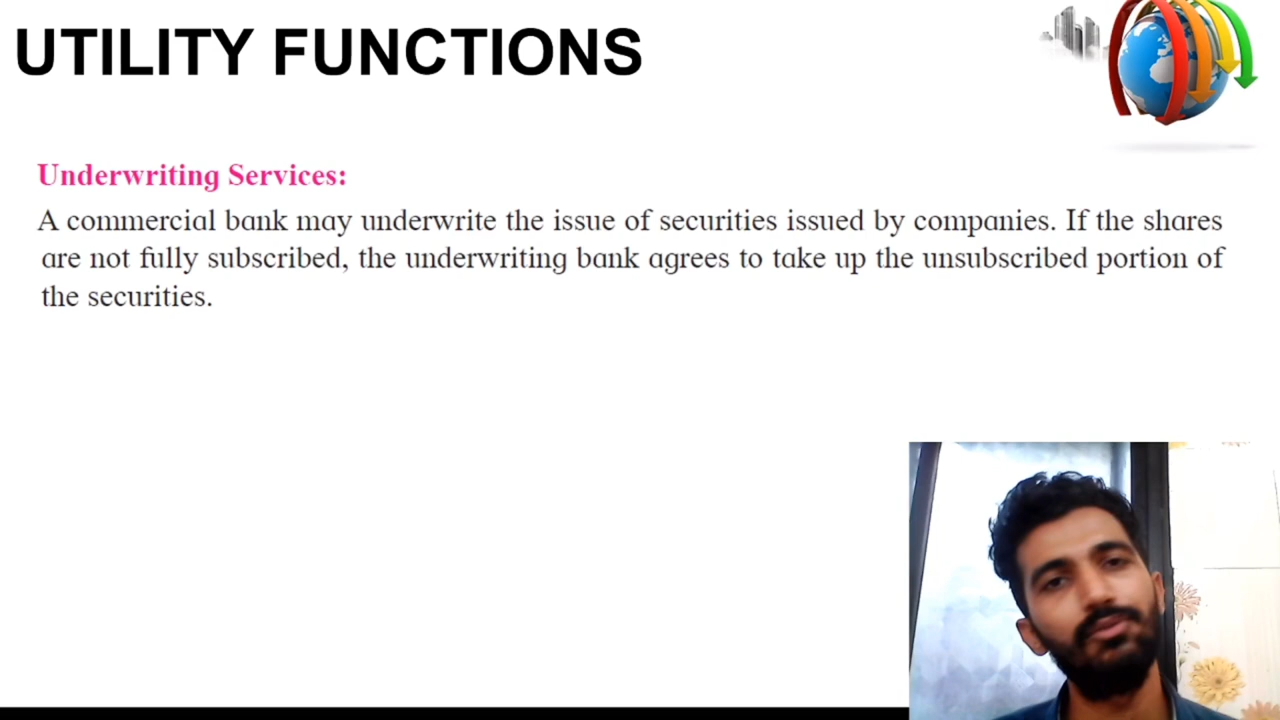 UTILITY FUNCTIONS
Underwriting Services:
A commercial bank may underwrite the issue of securities issued by companies. If the shares
are not fully subscribed, the underwriting bank agrees to take up the unsubscribed portion of
the securities.